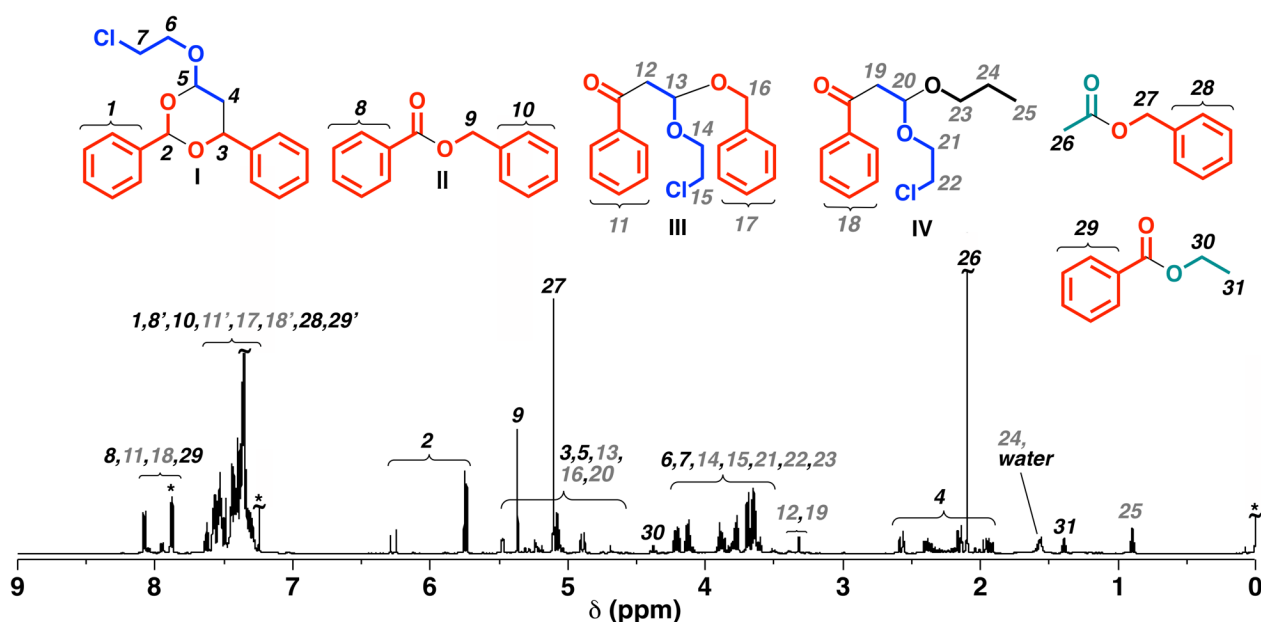 Cl 7 6 O 5 4 O 1 2 O 3 I
8 O O 9 10 II
12 13 O O 16 O 14 Cl 15 11 III 17
19 20 O O 24 23 25 O 21 Cl 22 18 IV
O 27 28 26 O
29 O 30 O 31
1,8’,10,11’,17,18’,28,29’
8,11,18,29
*
*
2
9
27
3,5,13,
16,20
30
6,7,14,15,21,22,23
12,19
4
26
24,
water
31
25
*
9 8 7 6 5 4 3 2 1 0
δ (ppm)